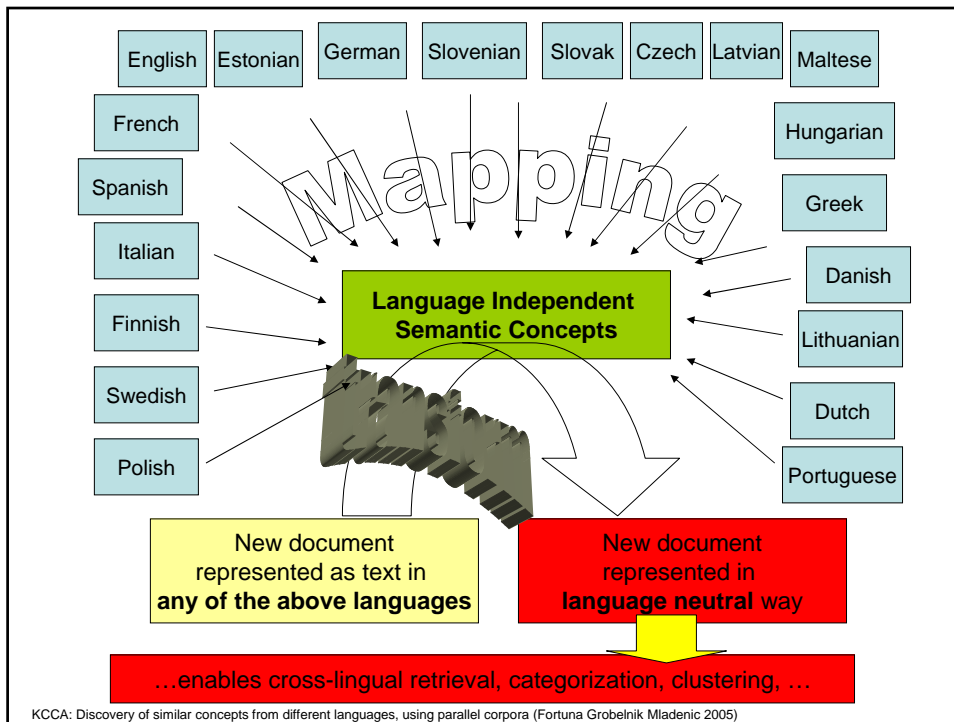 English
Estonian
German
Slovenian
Slovak
Czech
Latvian
Maltese
French
Hungarian
Spanish
Greek
Italian
Danish
Finnish
Lithuanian
Swedish
Dutch
Polish
Portuguese
Mapping
Language Independent
Semantic Concepts
New document
represented as text in
any of the above languages
New document
represented in
language neutral way
…enables cross-lingual retrieval, categorization, clustering, …
KCCA: Discovery of similar concepts from different languages, using parallel corpora (Fortuna Grobelnik Mladenic 2005)